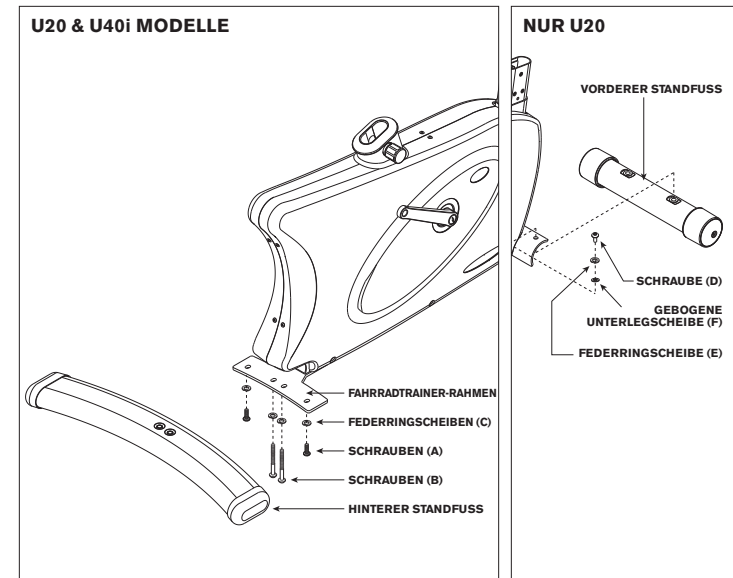 U20 & U40i MODELLE
FAHRRADTRAINER-RAHMEN
FEDERRINGSCHEIBEN (C)
SCHRAUBEN (A)
SCHRAUBEN (B)
HINTERER STANDFUSS
NUR U20
VORDERER STANDFUSS
SCHRAUBE (D)
GEBOGENE
UNTERLEGSCHEIBE (F)
FEDERRINGSCHEIBE (E)